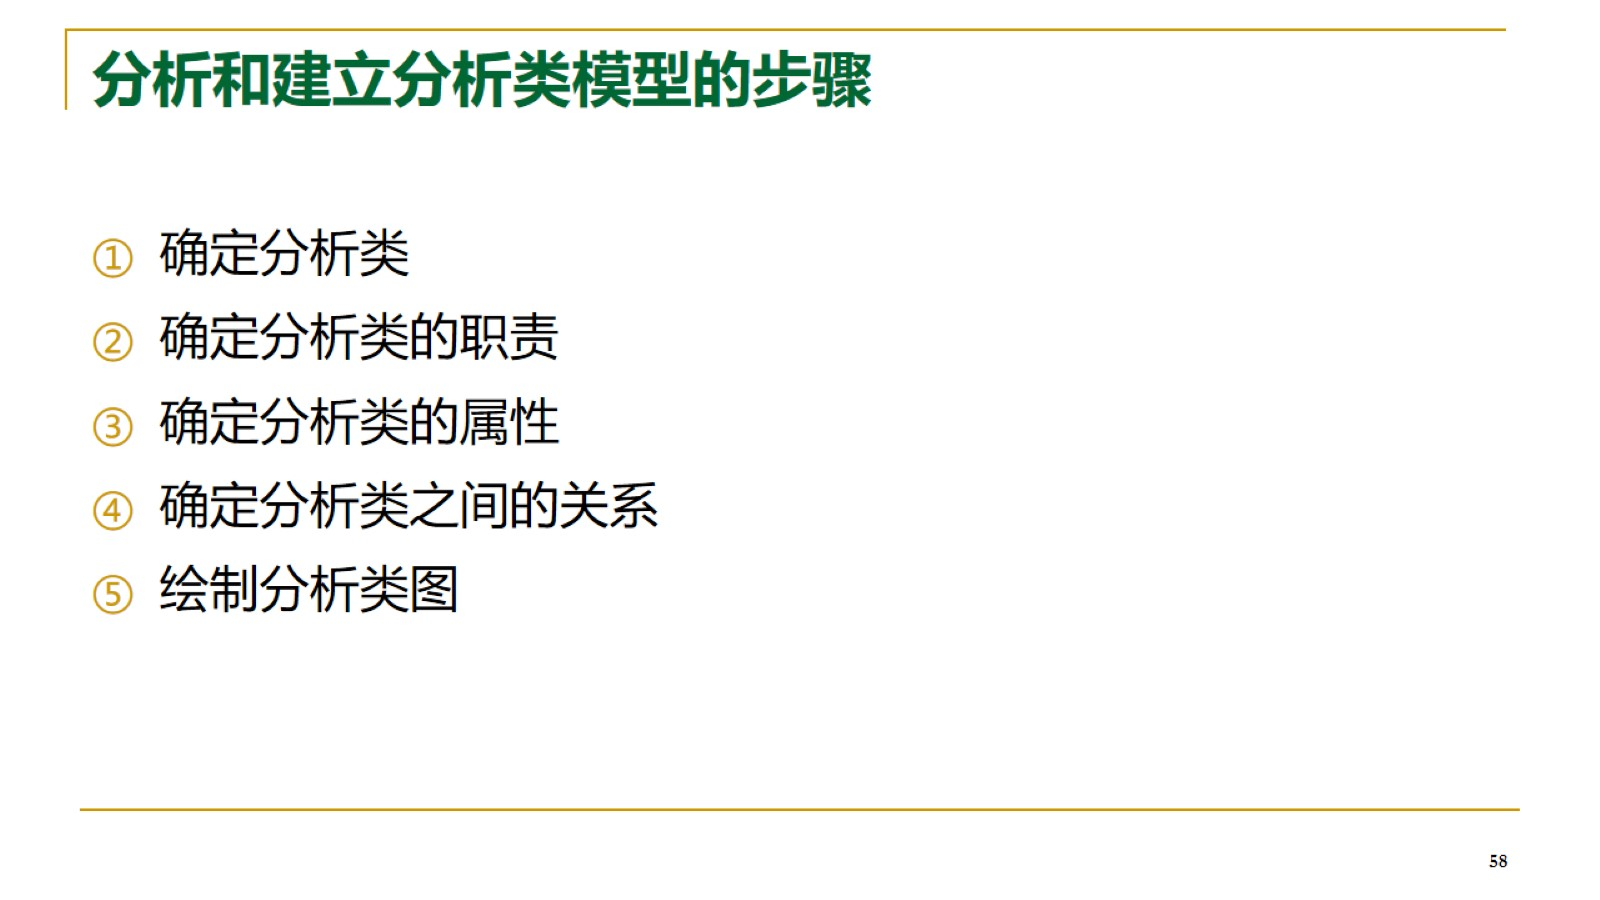 分析和建立分析类模型的步骤
① 确定分析类
② 确定分析类的职责
③ 确定分析类的属性
④ 确定分析类之间的关系
⑤ 绘制分析类图
58